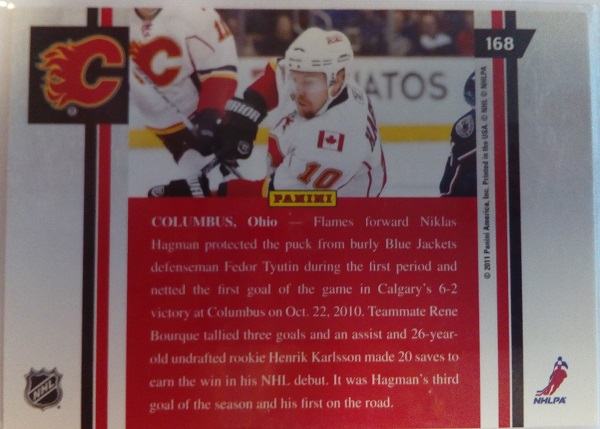 168
ATOS
WARRIOR
10
PANINI
COLUMBUS, Ohio — Flames forward Niklas
Hagman protected the puck from burly Blue Jackets
defenseman Fedor Tyutin during the first period and
netted the first goal of the game in Calgary's 6-2
victory at Columbus on Oct. 22, 2010. Teammate Rene
Bourque tallied three goals and an assist and 26-year-
old undrafted rookie Henrik Karlsson made 20 saves to
earn the win in his NHL debut. It was Hagman's third
goal of the season and his first on the road.
© 2011 Panini America, Inc. Printed in the USA. © NHL © NHLPA
NHL
NHLPA